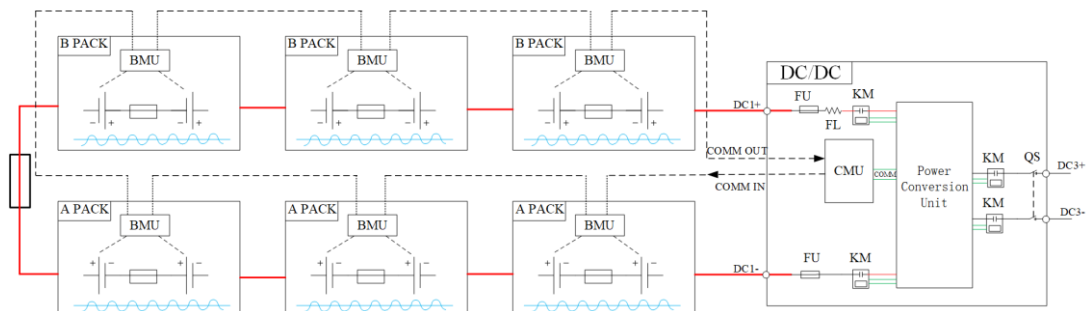 B PACK
BMU
+ - + -
B PACK
BMU
+ - + -
B PACK
BMU
+ - + -
DC/DC
DC1+
FU
FL
KM
COMM OUT
CMU
COMM
Power
Conversion
Unit
KM
QS
DC3+
COMM IN
KM
DC3-
A PACK
BMU
+ - + -
A PACK
BMU
+ - + -
A PACK
BMU
+ - + -
DC1-
FU
KM